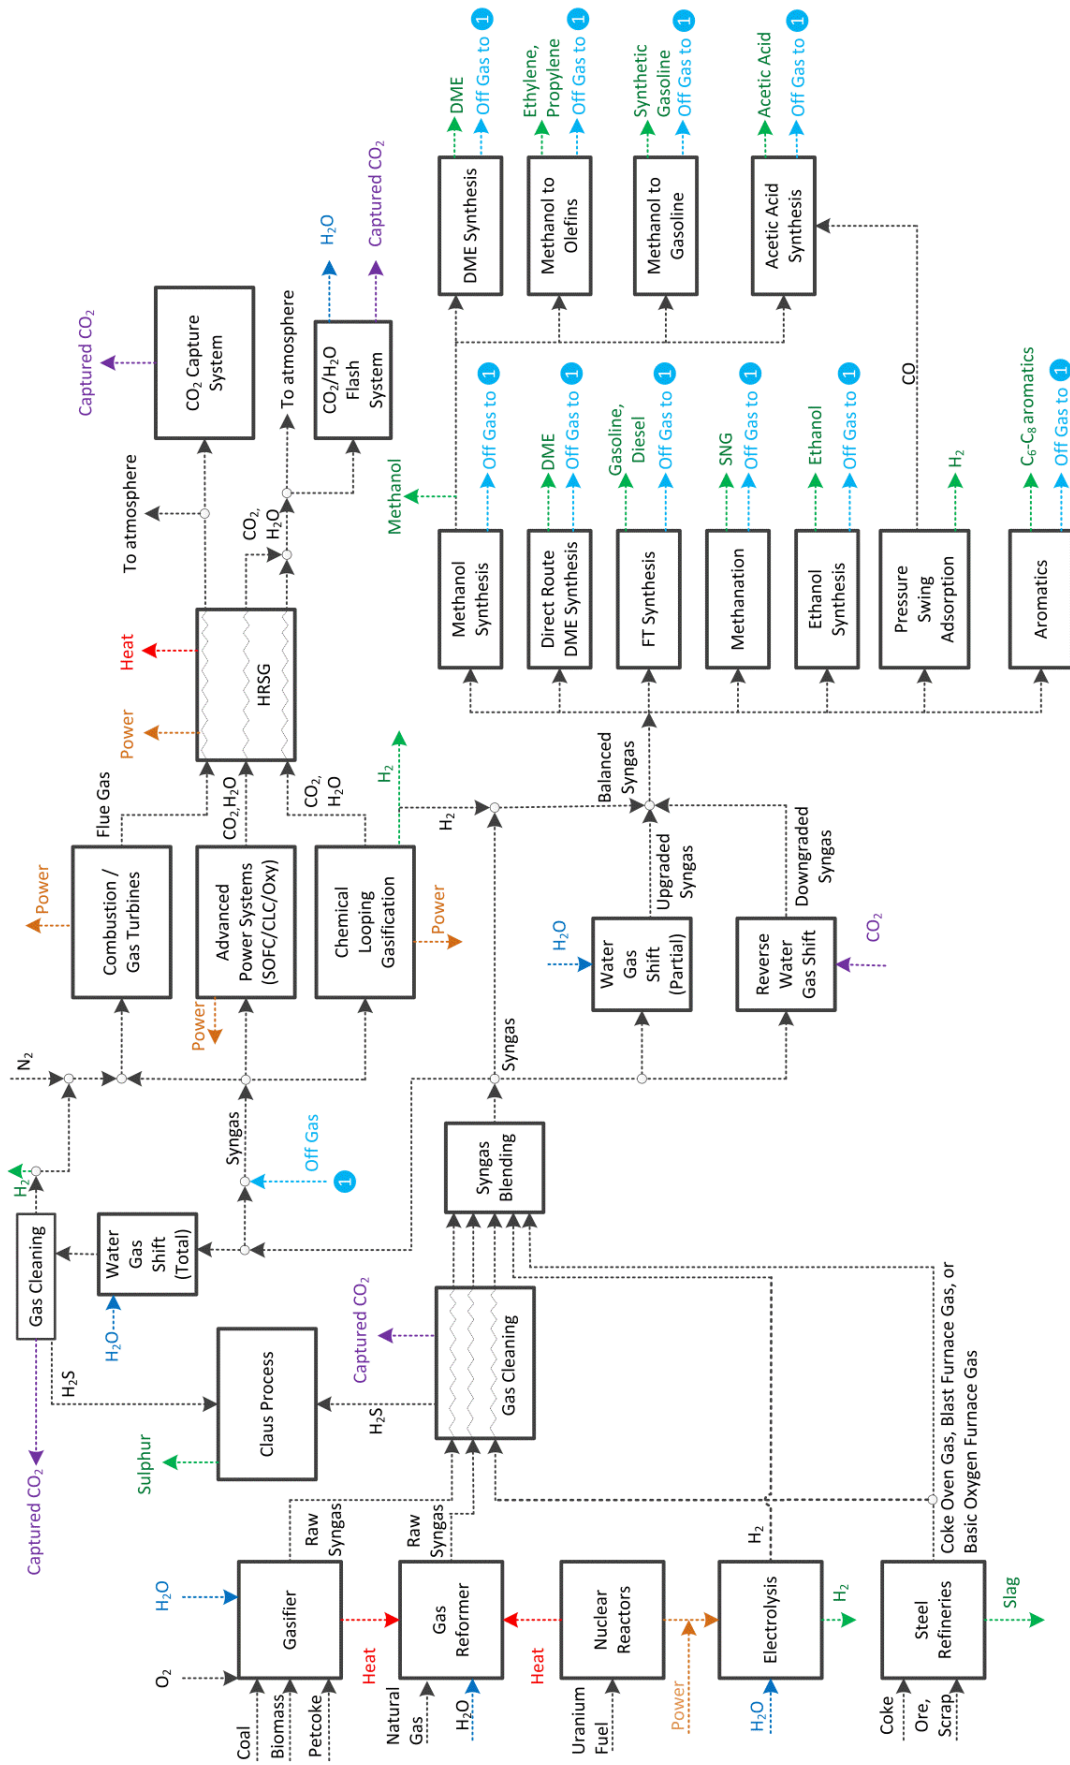 Coal
Biomass
Petcoke
O₂
H₂O
Gasifier
Raw
Syngas
Heat
Natural
Gas
H₂O
Gas
Reformer
Raw
Syngas
Heat
Uranium
Fuel
Nuclear
Reactors
Power
H₂O
Electrolysis
H₂
H₂
Coke
Ore,
Scrap
Steel
Refineries
Slag
Coke Oven Gas, Blast Furnace Gas, or
Basic Oxygen Furnace Gas
Captured CO₂
H₂S
Sulphur
Claus Process
H₂S
Captured CO₂
Gas Cleaning
Gas Cleaning
H₂
H₂O
Water
Gas
Shift
(Total)
Syngas
Off Gas
1
Syngas
Blending
Syngas
N₂
Power
Combustion /
Gas Turbines
Flue Gas
Power
Advanced
Power Systems
(SOFC/CLC/Oxy)
CO₂,H₂O
Chemical
Looping
Gasification
Power
CO₂,
H₂O
H₂
H₂
H₂O
Water
Gas
Shift
(Partial)
Upgraded
Syngas
Reverse
Water
Gas Shift
CO₂
Downgraded
Syngas
Balanced
Syngas
Power
Heat
HRSG
To atmosphere
CO₂,
H₂O
To atmosphere
Captured CO₂
CO₂ Capture
System
CO₂/H₂O
Flash
System
H₂O
Captured CO₂
Methanol
Synthesis
Methanol
Off Gas to 1
Direct Route
DME Synthesis
DME
Off Gas to 1
FT Synthesis
Gasoline,
Diesel
Off Gas to 1
Methanation
SNG
Off Gas to 1
Ethanol
Synthesis
Ethanol
Off Gas to 1
Pressure
Swing
Adsorption
CO
H₂
Aromatics
C₆-C₈ aromatics
Off Gas to 1
DME Synthesis
DME
Off Gas to 1
Methanol to
Olefins
Ethylene,
Propylene
Off Gas to 1
Methanol to
Gasoline
Synthetic
Gasoline
Off Gas to 1
Acetic Acid
Synthesis
Acetic Acid
Off Gas to 1